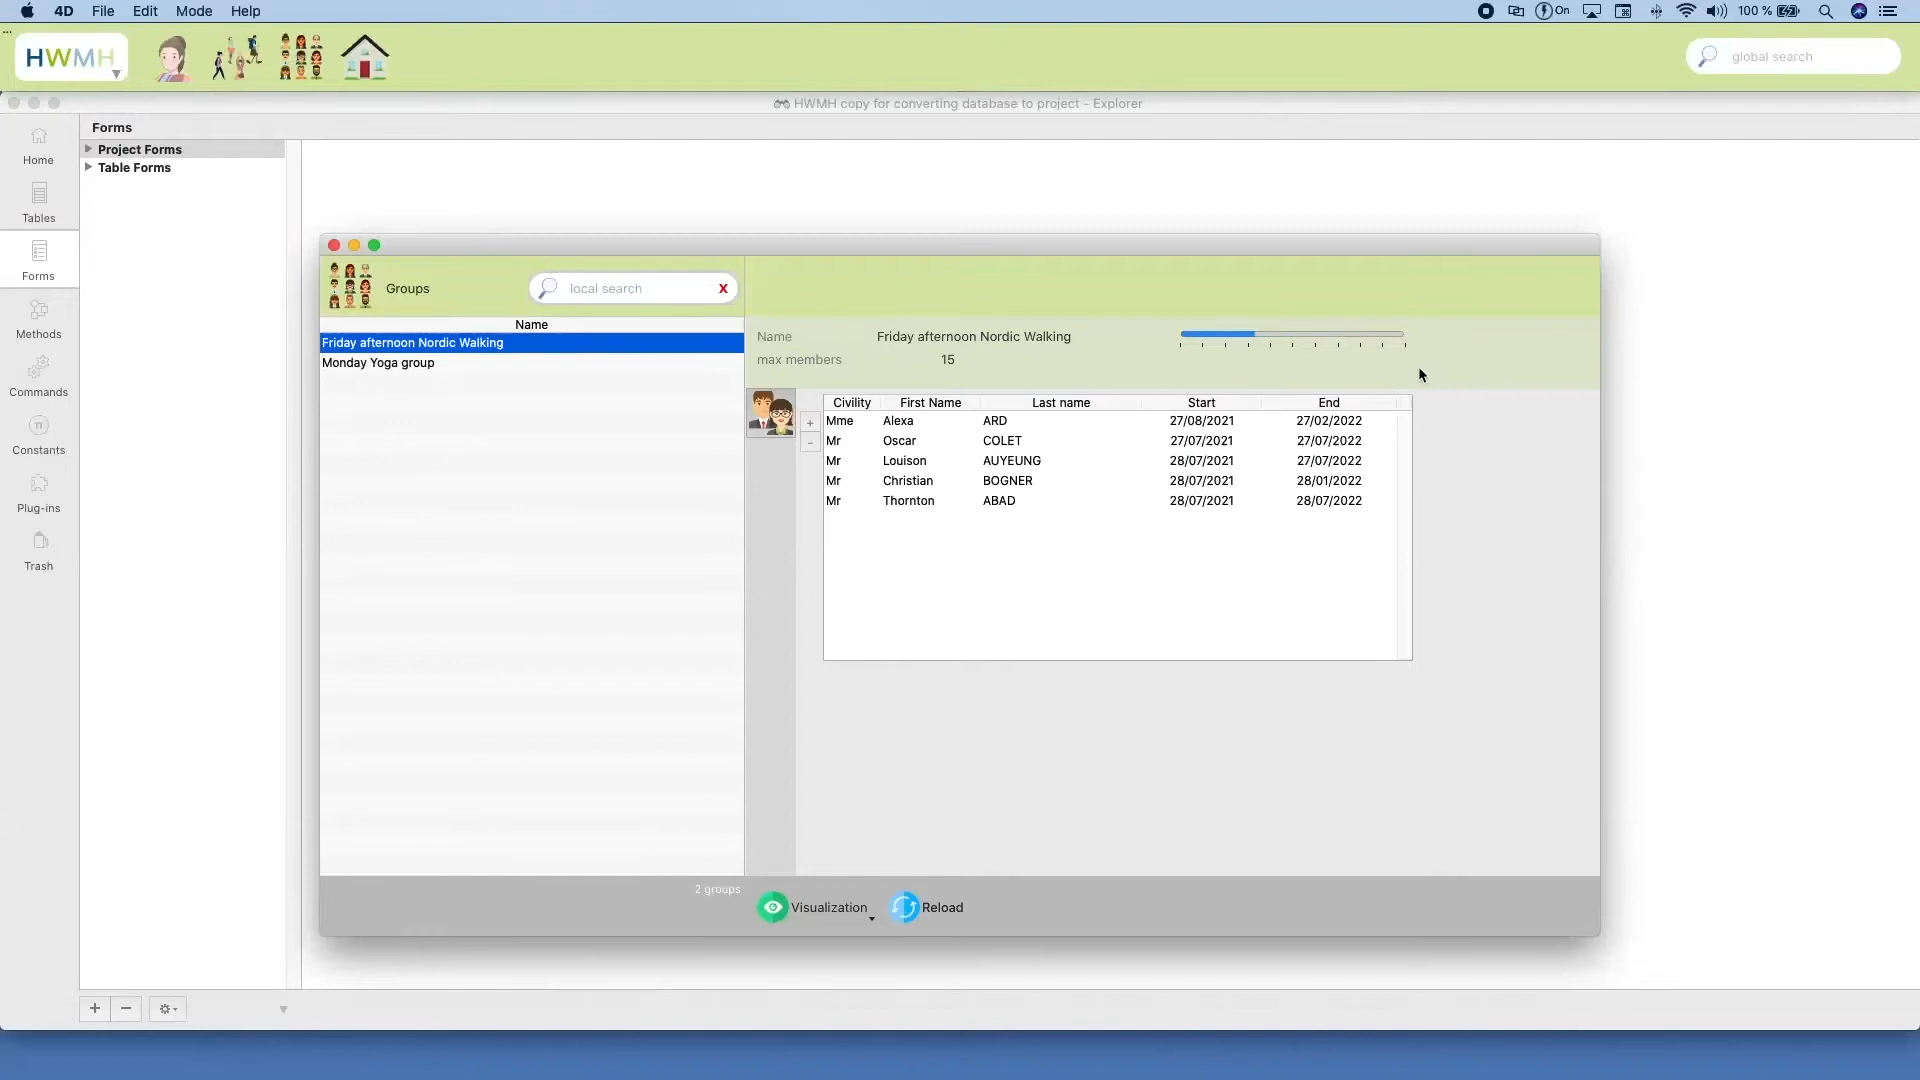 4D File Edit Mode Help
On 100 %
HWMH
global search
HWMH copy for converting database to project - Explorer
Forms
Project Forms
Table Forms
Home
Tables
Forms
Methods
Commands
Constants
Plug-ins
Trash
Groups
local search x
Name
Friday afternoon Nordic Walking
Monday Yoga group
2 groups
Name Friday afternoon Nordic Walking
max members 15
+
-
Civility First Name Last name Start End
Mme Alexa ARD 27/08/2021 27/02/2022
Mr Oscar COLET 27/07/2021 27/07/2022
Mr Louison AUYEUNG 28/07/2021 27/07/2022
Mr Christian BOGNER 28/07/2021 28/01/2022
Mr Thornton ABAD 28/07/2021 28/07/2022
Visualization Reload